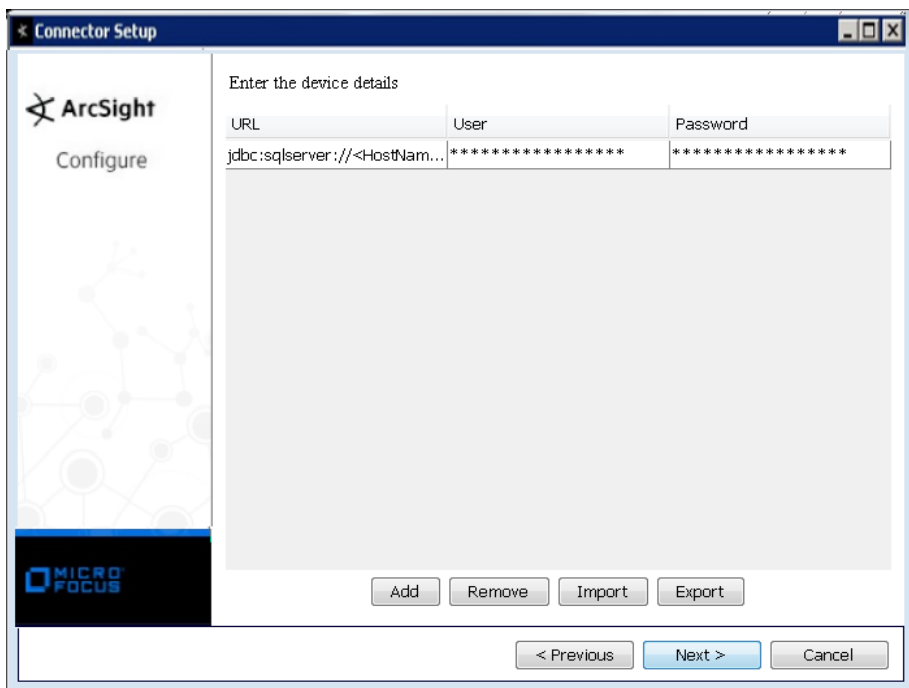 Connector Setup
ArcSight
Configure
Enter the device details
URL User Password
jdbc:sqlserver://<HostNam... ***************** *****************
MICRO
FOCUS
Add Remove Import Export
< Previous Next > Cancel